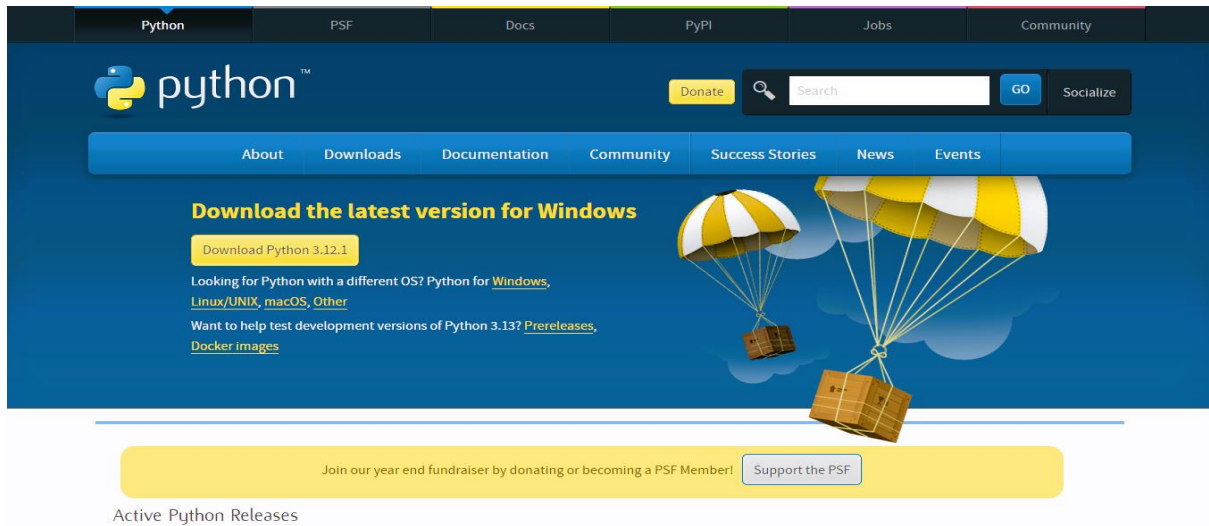 Python PSF Docs PyPI Jobs Community
python™
Donate Search GO Socialize
About Downloads Documentation Community Success Stories News Events
Download the latest version for Windows
Download Python 3.12.1
Looking for Python with a different OS? Python for Windows,
Linux/UNIX, macOS, Other
Want to help test development versions of Python 3.13? Prereleases,
Docker images
Join our year end fundraiser by donating or becoming a PSF Member! Support the PSF
Active Python Releases